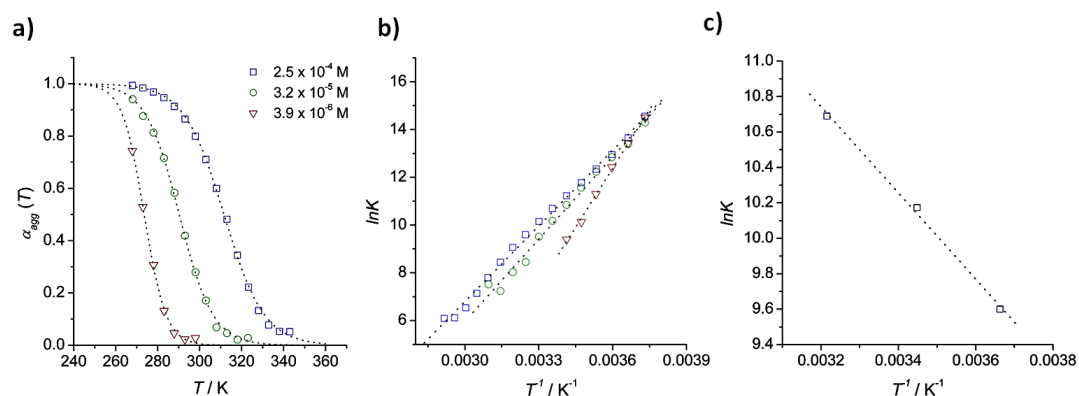 a)
b)
c)
2.5 x 10⁻⁴ M
3.2 x 10⁻⁵ M
3.9 x 10⁻⁶ M
α_agg (T)
1.0
0.8
0.6
0.4
0.2
0.0
240 260 280 300 320 340 360
T / K
lnK
16
14
12
10
8
6
0.0030 0.0033 0.0036 0.0039
T¹ / K⁻¹
lnK
11.0
10.8
10.6
10.4
10.2
10.0
9.8
9.6
9.4
0.0032 0.0034 0.0036 0.0038
T¹ / K⁻¹